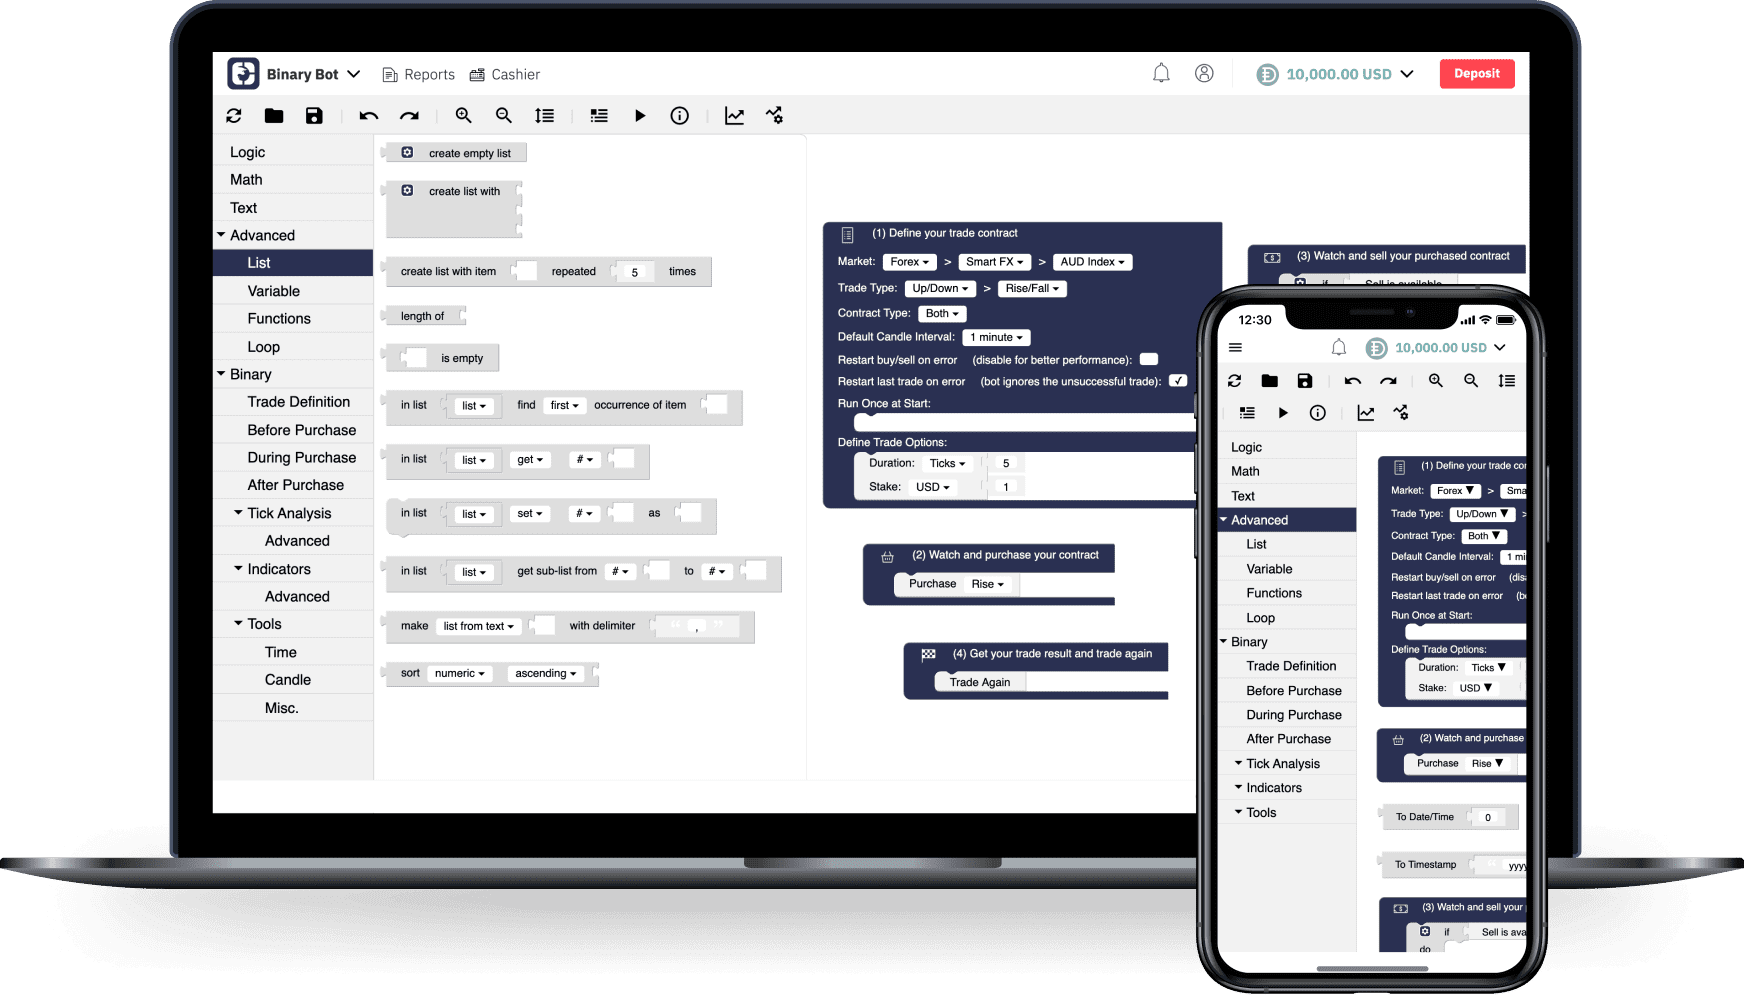 Binary Bot
Reports
Cashier
10,000.00 USD
Deposit
Logic
Math
Text
Advanced
List
Variable
Functions
Loop
Binary
Trade Definition
Before Purchase
During Purchase
After Purchase
Tick Analysis
Advanced
Indicators
Advanced
Tools
Time
Candle
Misc.
create empty list
create list with
create list with item repeated 5 times
length of
is empty
in list list find first occurrence of item
in list list get #
in list list set # as
in list list get sub-list from # to #
make list from text with delimiter “ , ”
sort numeric ascending
(1) Define your trade contract
Market: Forex > Smart FX > AUD Index
Trade Type: Up/Down > Rise/Fall
Contract Type: Both
Default Candle Interval: 1 minute
Restart buy/sell on error (disable for better performance):
Restart last trade on error (bot ignores the unsuccessful trade): ✓
Run Once at Start:
Define Trade Options:
Duration: Ticks 5
Stake: USD 1
(2) Watch and purchase your contract
Purchase Rise
(4) Get your trade result and trade again
Trade Again
(3) Watch and sell your purchased contract
if Sell is available
12:30
10,000.00 USD
Logic
Math
Text
Advanced
List
Variable
Functions
Loop
Binary
Trade Definition
Before Purchase
During Purchase
After Purchase
Tick Analysis
Indicators
Tools
(1) Define your trade cor
Market: Forex > Sma
Trade Type: Up/Down >
Contract Type: Both
Default Candle Interval: 1 mi
Restart buy/sell on error (dis
Restart last trade on error (b
Run Once at Start:
Define Trade Options:
Duration: Ticks
Stake: USD
(2) Watch and purchase
Purchase Rise
To Date/Time 0
To Timestamp “ yyyy
(3) Watch and sell your
if Sell is ava
do